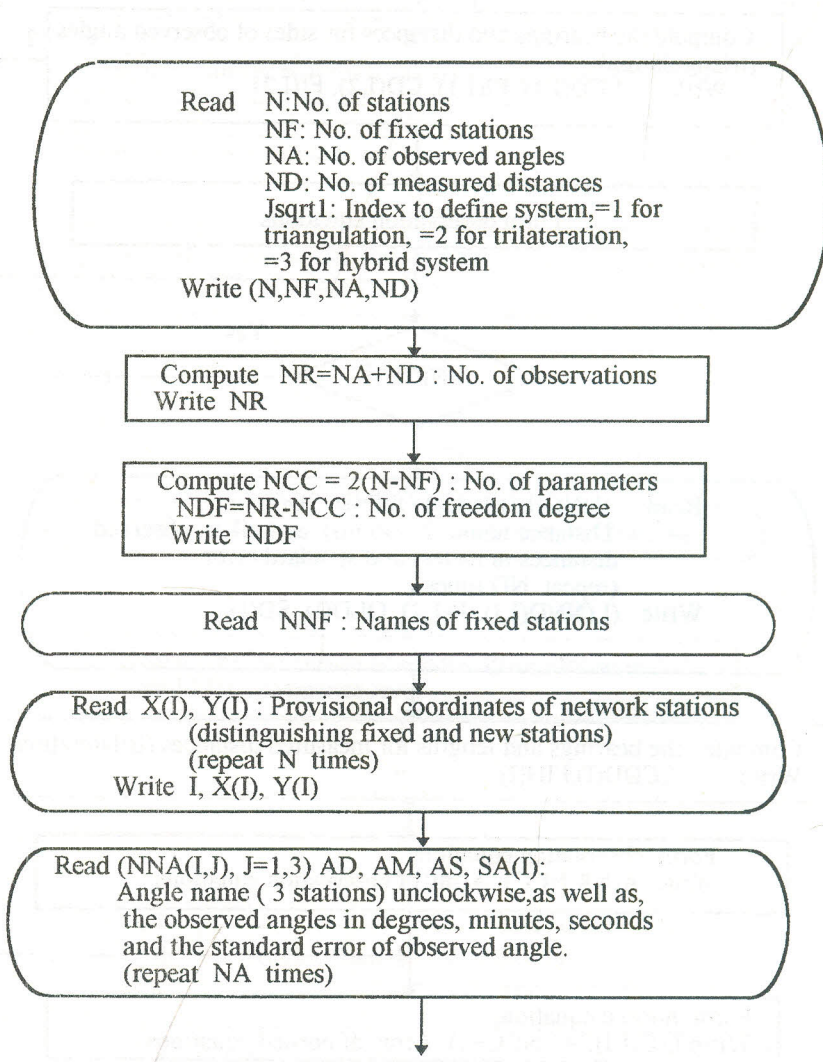 Read N:No. of stations
NF: No. of fixed stations
NA: No. of observed angles
ND: No. of measured distances
Jsqrt1: Index to define system,=1 for
triangulation, =2 for trilateration,
=3 for hybrid system
Write (N,NF,NA,ND)
Compute NR=NA+ND : No. of observations
Write NR
Compute NCC = 2(N-NF) : No. of parameters
NDF=NR-NCC : No. of freedom degree
Write NDF
Read NNF : Names of fixed stations
Read X(I), Y(I) : Provisional coordinates of network stations
(distinguishing fixed and new stations)
(repeat N times)
Write I, X(I), Y(I)
Read (NNA(I,J), J=1,3) AD, AM, AS, SA(I):
Angle name ( 3 stations) unclockwise,as well as,
the observed angles in degrees, minutes, seconds
and the standard error of observed angle.
(repeat NA times)